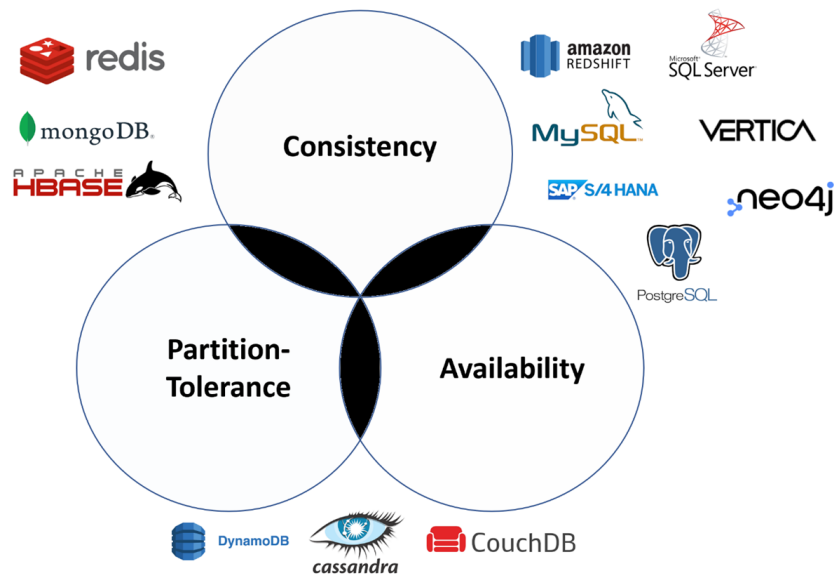 redis
mongoDB®
APACHE
HBASE
amazon
REDSHIFT
Microsoft®
SQL Server®
MySQL™
VERTICA
SAP S/4 HANA
neo4j
PostgreSQL
Consistency
Partition-
Tolerance
Availability
DynamoDB
cassandra
CouchDB